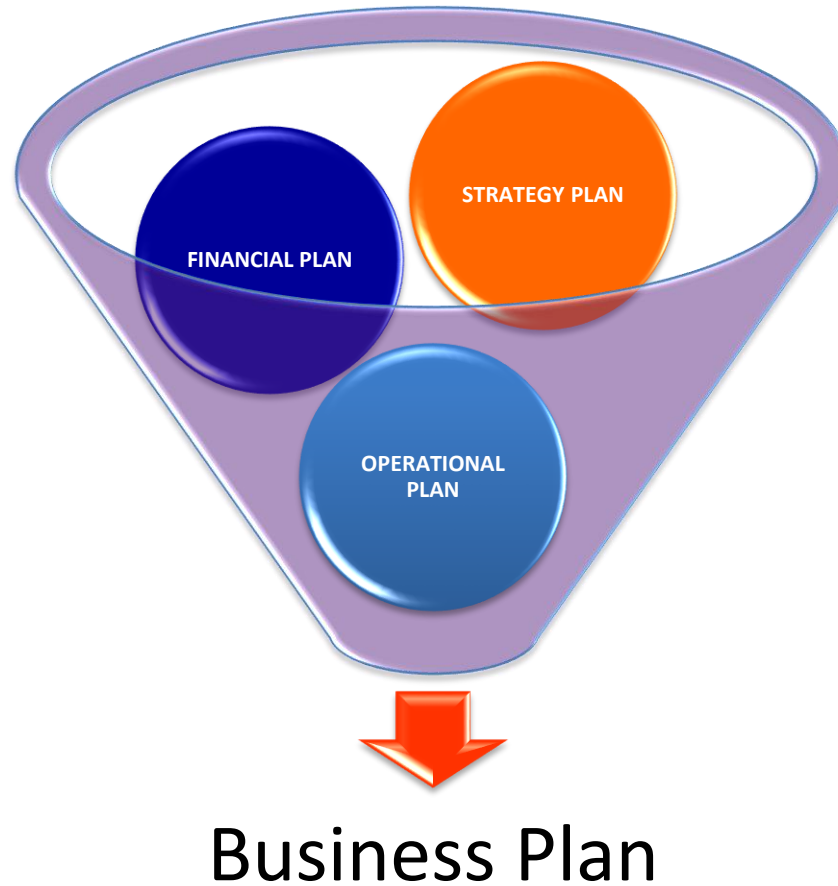 STRATEGY PLAN
FINANCIAL PLAN
OPERATIONAL
PLAN
Business Plan